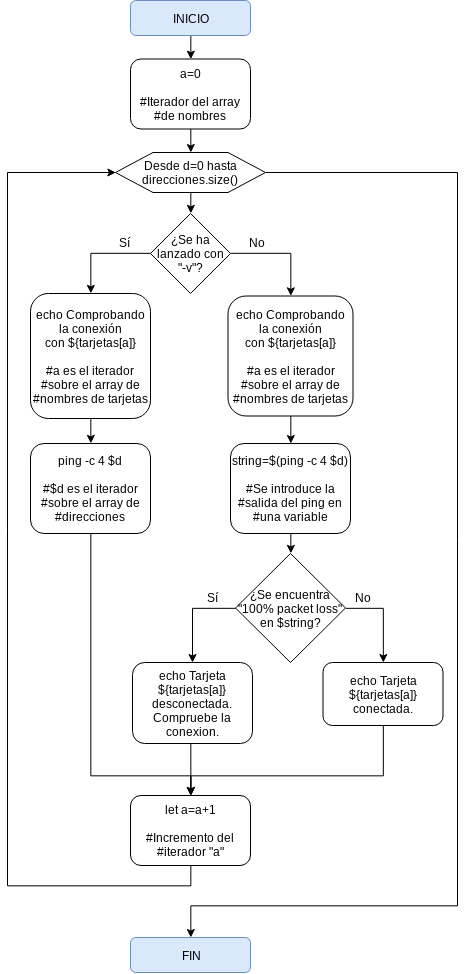 INICIO
a=0
#Iterador del array
#de nombres
Desde d=0 hasta
direcciones.size()
¿Se ha
lanzado con
"-v"?
Sí
No
echo Comprobando
la conexión
con ${tarjetas[a]}
#a es el iterador
#sobre el array de
#nombres de tarjetas
echo Comprobando
la conexión
con ${tarjetas[a]}
#a es el iterador
#sobre el array de
#nombres de tarjetas
ping -c 4 $d
#$d es el iterador
#sobre el array de
#direcciones
string=$(ping -c 4 $d)
#Se introduce la
#salida del ping en
#una variable
¿Se encuentra
"100% packet loss"
en $string?
Sí
No
echo Tarjeta
${tarjetas[a]}
desconectada.
Compruebe la
conexion.
echo Tarjeta
${tarjetas[a]}
conectada.
let a=a+1
#Incremento del
#iterador "a"
FIN